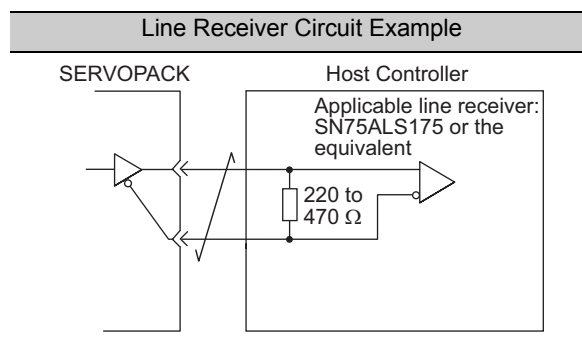 Line Receiver Circuit Example
SERVOPACK
Host Controller
Applicable line receiver:
SN75ALS175 or the
equivalent
220 to
470 Ω